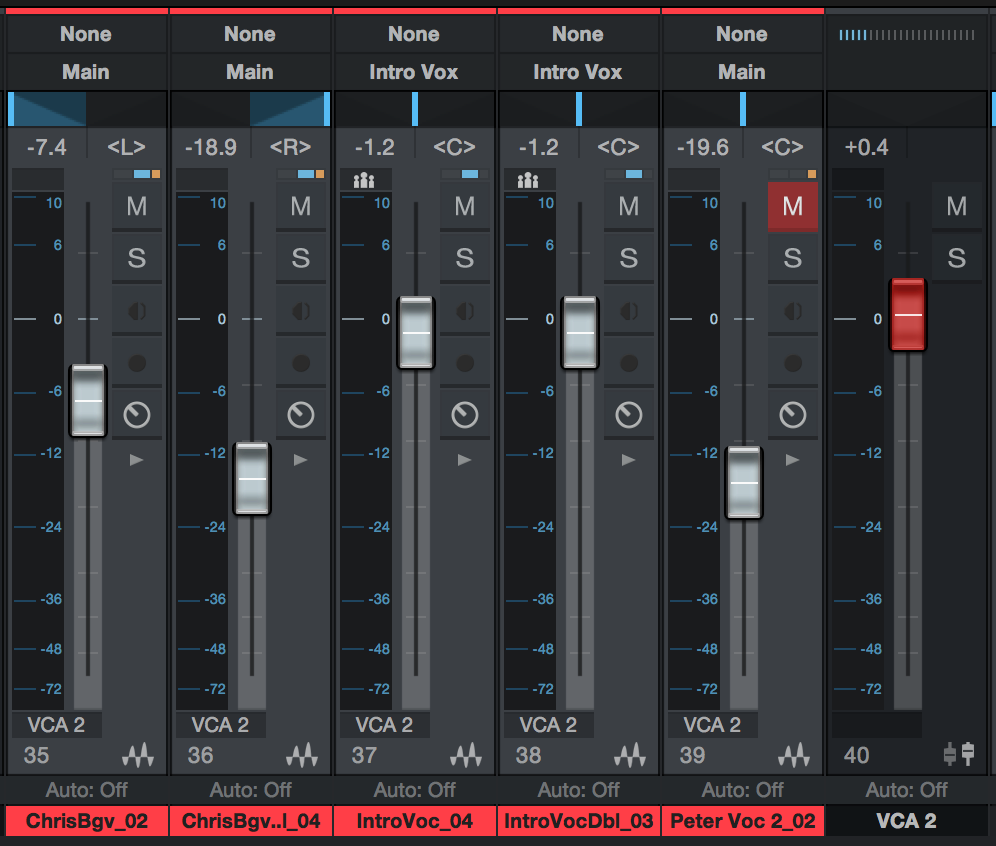 None None None None None
Main Main Intro Vox Intro Vox Main
-7.4 <L> -18.9 <R> -1.2 <C> -1.2 <C> -19.6 <C> +0.4
10 M 10 M 10 M 10 M 10 M 10 M
6 6 6 6 6 6
S S S S S S
0 0 0 0 0 0
-6 -6 -6 -6 -6 -6
-12 -12 -12 -12 -12 -12
-24 -24 -24 -24 -24 -24
-36 -36 -36 -36 -36 -36
-48 -48 -48 -48 -48 -48
-72 -72 -72 -72 -72 -72
VCA 2 VCA 2 VCA 2 VCA 2 VCA 2
35 36 37 38 39 40
Auto: Off Auto: Off Auto: Off Auto: Off Auto: Off Auto: Off
ChrisBgv_02 ChrisBgv..l_04 IntroVoc_04 IntroVocDbl_03 Peter Voc 2_02 VCA 2